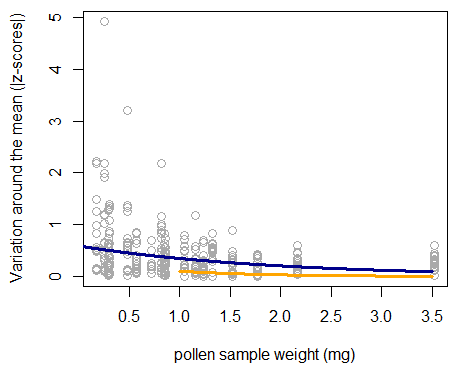 Variation around the mean (|z-scores|)
5
4
3
2
1
0
0.5 1.0 1.5 2.0 2.5 3.0 3.5
pollen sample weight (mg)